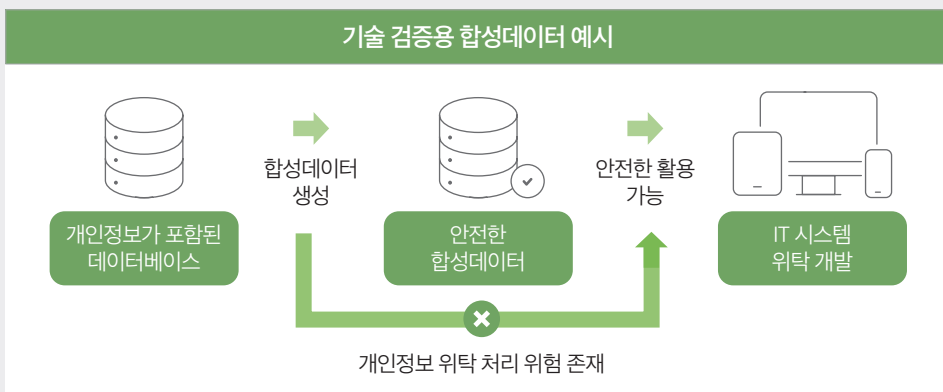 기술 검증용 합성데이터 예시
합성데이터
생성
안전한 활용
가능
개인정보가 포함된
데이터베이스
안전한
합성데이터
IT 시스템
위탁 개발
개인정보 위탁 처리 위험 존재